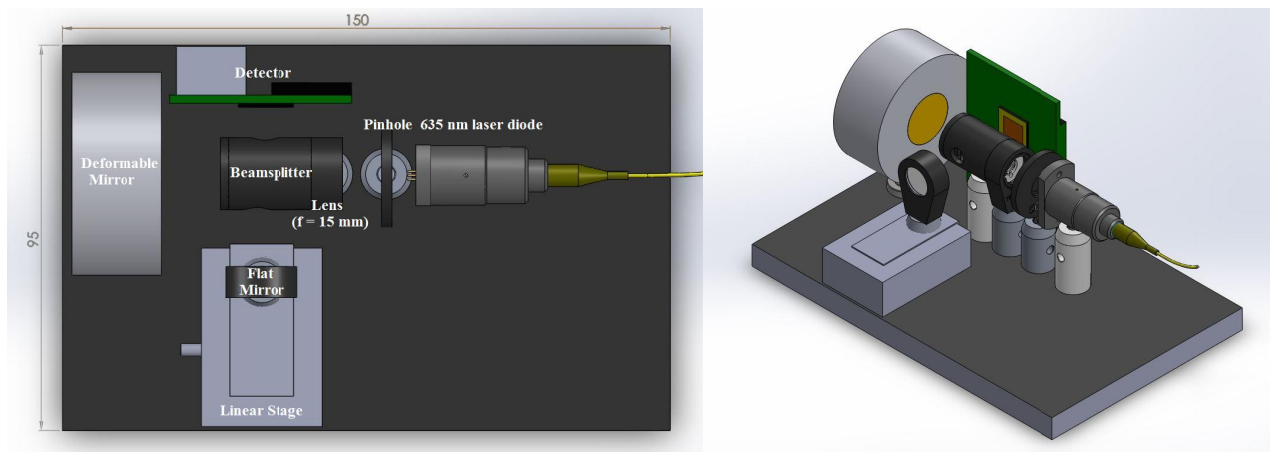 150
95
Detector
Pinhole 635 nm laser diode
Deformable
Mirror
Beamsplitter
Lens
(f = 15 mm)
Flat
Mirror
Linear Stage